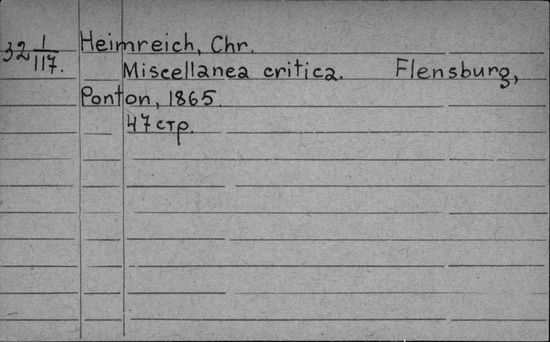 32 1/117.
Heimreich, Chr.
Miscellanea critica. Flensburg,
Ponton, 1865.
47 стр.